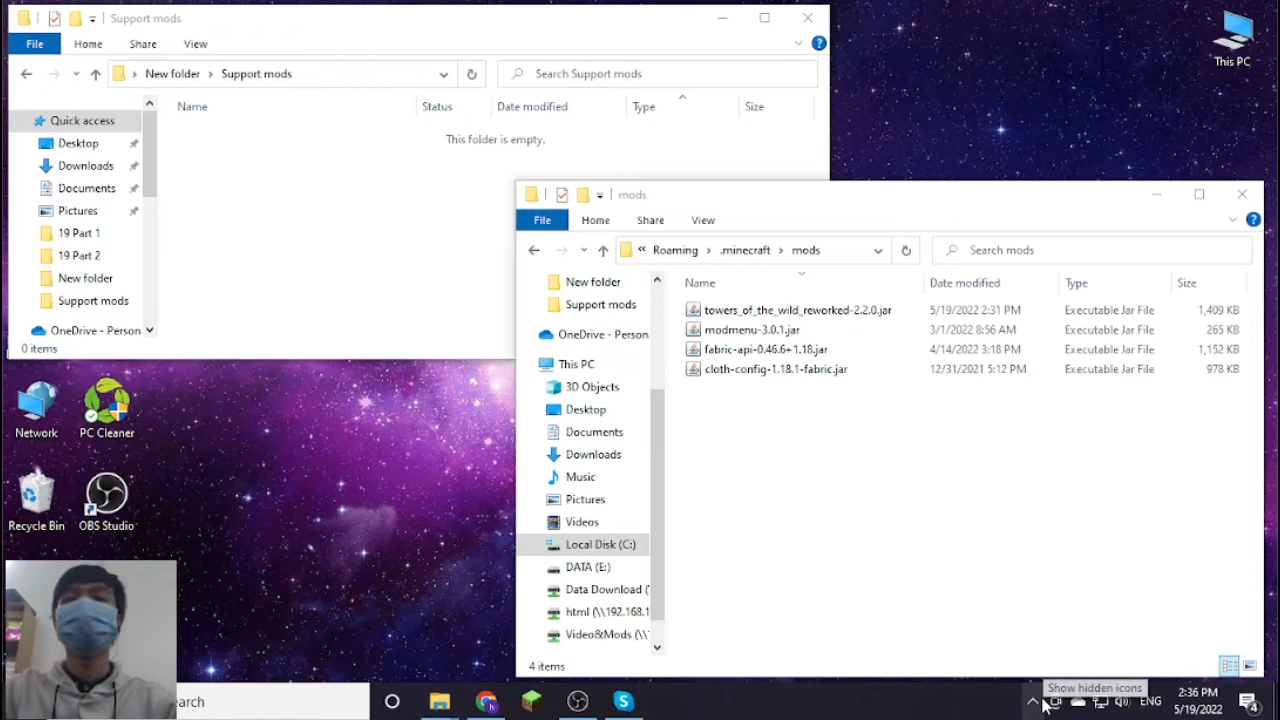 Support mods
File Home Share View
New folder > Support mods
Search Support mods
Name Status Date modified Type Size
This folder is empty.
Quick access
Desktop
Downloads
Documents
Pictures
19 Part 1
19 Part 2
New folder
Support mods
OneDrive - Person
0 items
This PC
mods
File Home Share View
« Roaming > .minecraft > mods
Search mods
Name Date modified Type Size
towers_of_the_wild_reworked-2.2.0.jar 5/19/2022 2:31 PM Executable Jar File 1,409 KB
modmenu-3.0.1.jar 3/1/2022 8:56 AM Executable Jar File 265 KB
fabric-api-0.46.6+1.18.jar 4/14/2022 3:18 PM Executable Jar File 1,152 KB
cloth-config-1.18.1-fabric.jar 12/31/2021 5:12 PM Executable Jar File 978 KB
New folder
Support mods
OneDrive - Person
This PC
3D Objects
Desktop
Documents
Downloads
Music
Pictures
Videos
Local Disk (C:)
DATA (E:)
Data Download (
html (\\192.168.1
Video&Mods (\\
4 items
Network
PC Cleaner
Recycle Bin
OBS Studio
earch
Show hidden icons
ENG
2:36 PM
5/19/2022
4